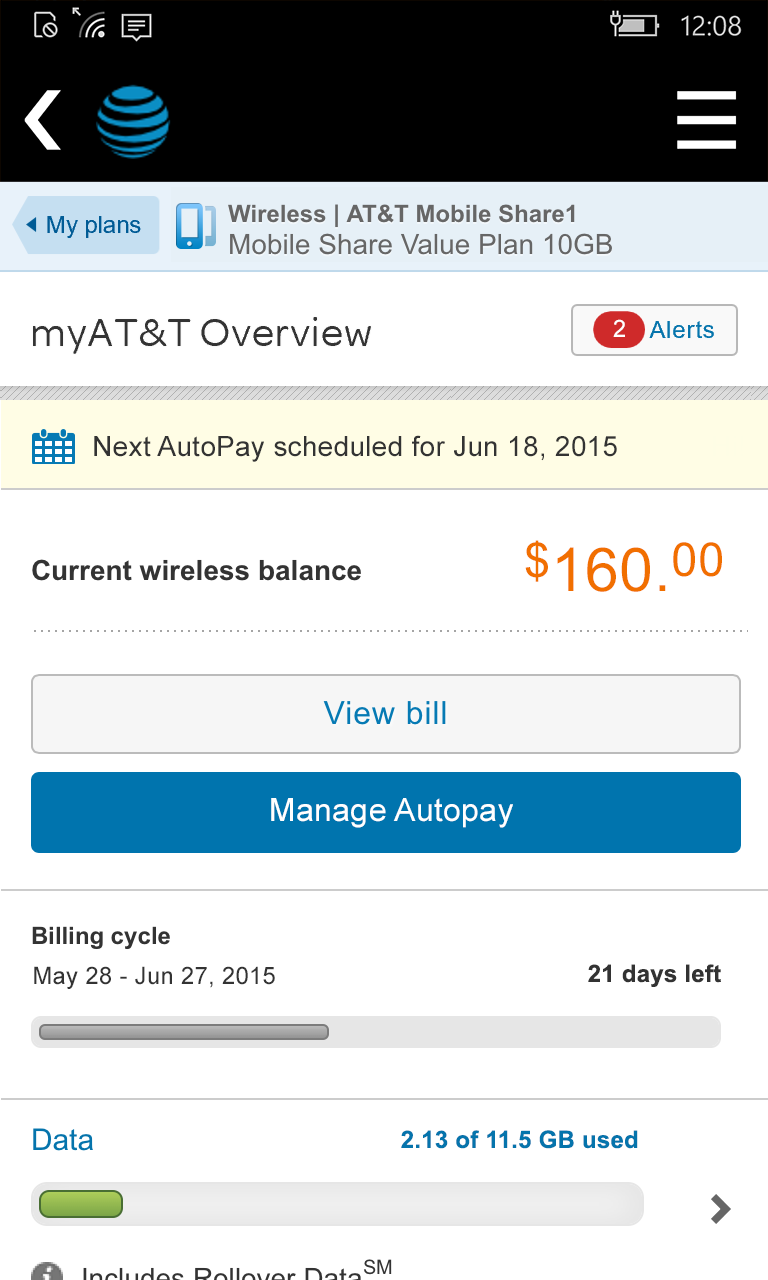 12:08
My plans
Wireless | AT&T Mobile Share1
Mobile Share Value Plan 10GB
myAT&T Overview
2 Alerts
Next AutoPay scheduled for Jun 18, 2015
Current wireless balance
$160.00
View bill
Manage Autopay
Billing cycle
May 28 - Jun 27, 2015
21 days left
Data
2.13 of 11.5 GB used
Includes Rollover Data SM